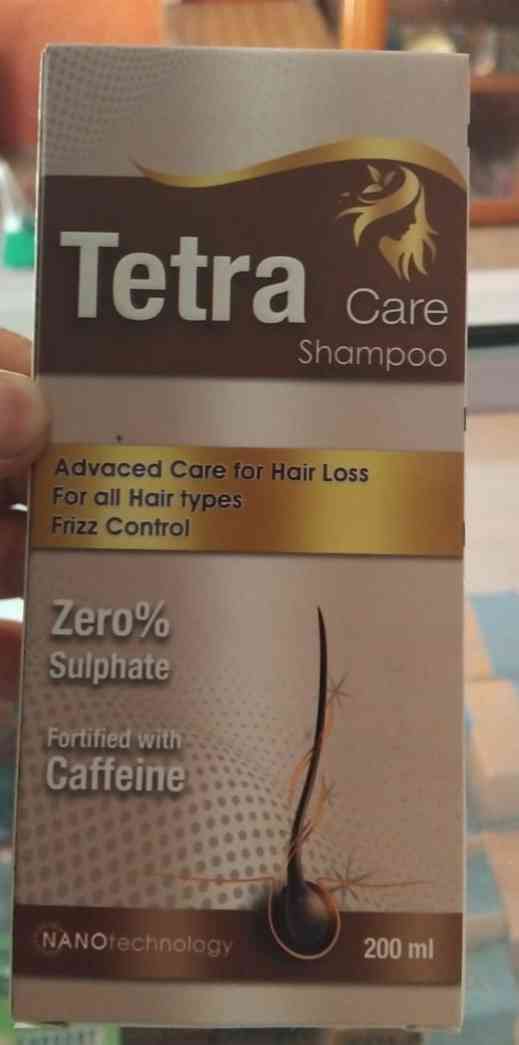 Tetra
Care
Shampoo
Advaced Care for Hair Loss
For all Hair types
Frizz Control
Zero%
Sulphate
Fortified with
Caffeine
NANOtechnology
200 ml